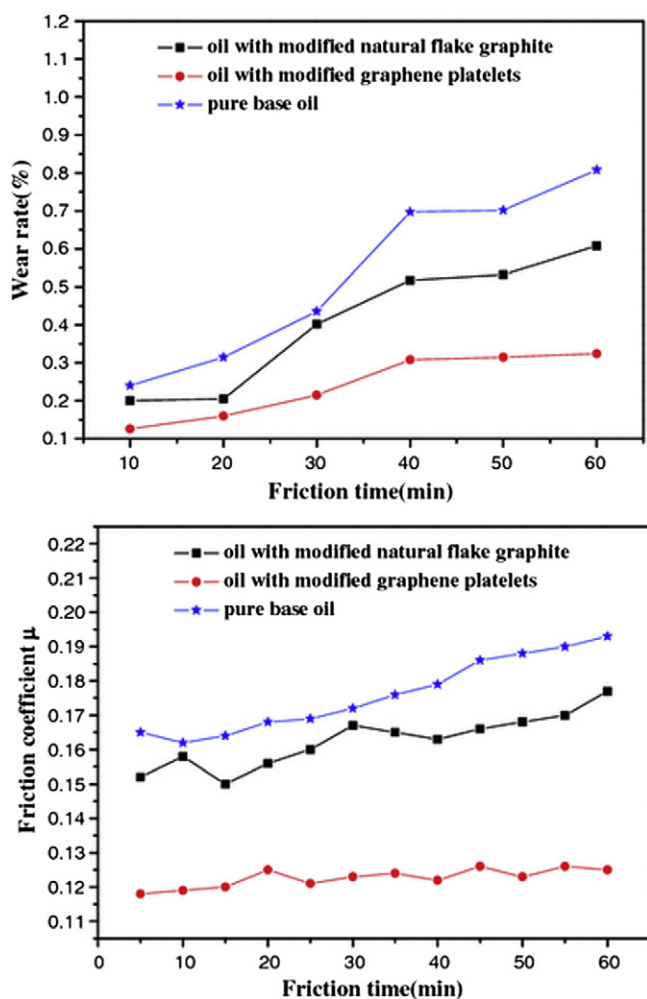 1.2
1.1
1.0
0.9
0.8
0.7
0.6
0.5
0.4
0.3
0.2
0.1
Wear rate(%)
oil with modified natural flake graphite
oil with modified graphene platelets
pure base oil
10 20 30 40 50 60
Friction time(min)
0.22
0.21
0.20
0.19
0.18
0.17
0.16
0.15
0.14
0.13
0.12
0.11
Friction coefficient μ
oil with modified natural flake graphite
oil with modified graphene platelets
pure base oil
0 10 20 30 40 50 60
Friction time(min)